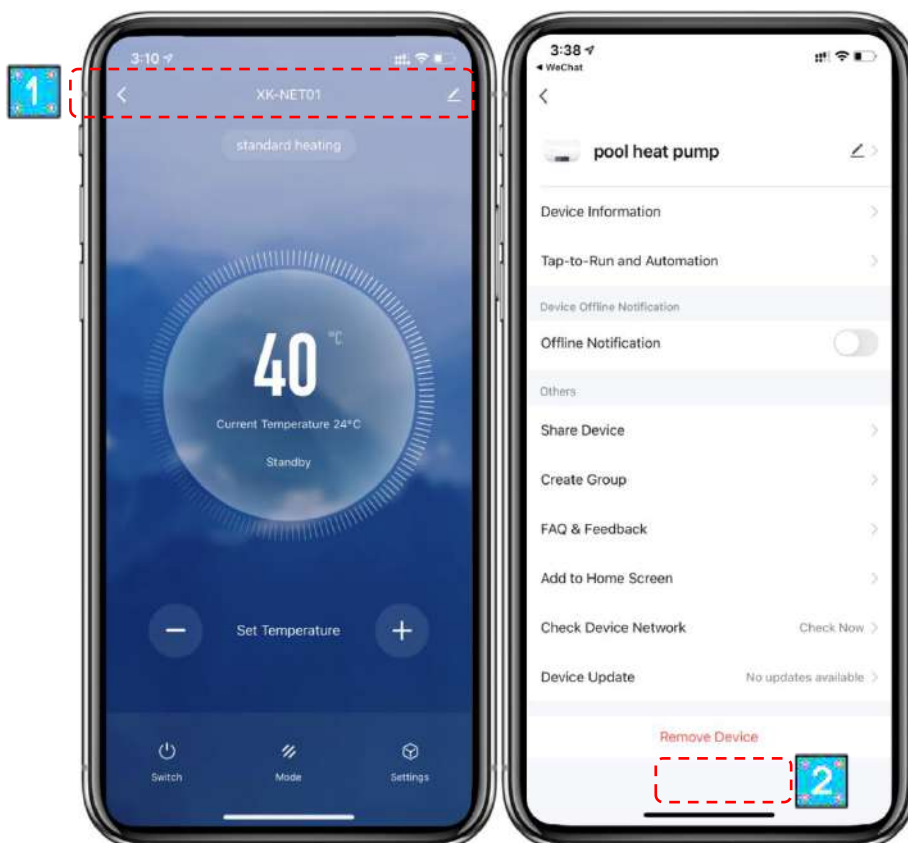 1
3:10
XK-NET01
standard heating
40 °C
Current Temperature 24°C
Standby
Set Temperature
Switch
Mode
Settings
3:38
WeChat
pool heat pump
Device Information
Tap-to-Run and Automation
Device Offline Notification
Offline Notification
Others
Share Device
Create Group
FAQ & Feedback
Add to Home Screen
Check Device Network Check Now
Device Update No updates available
Remove Device
2